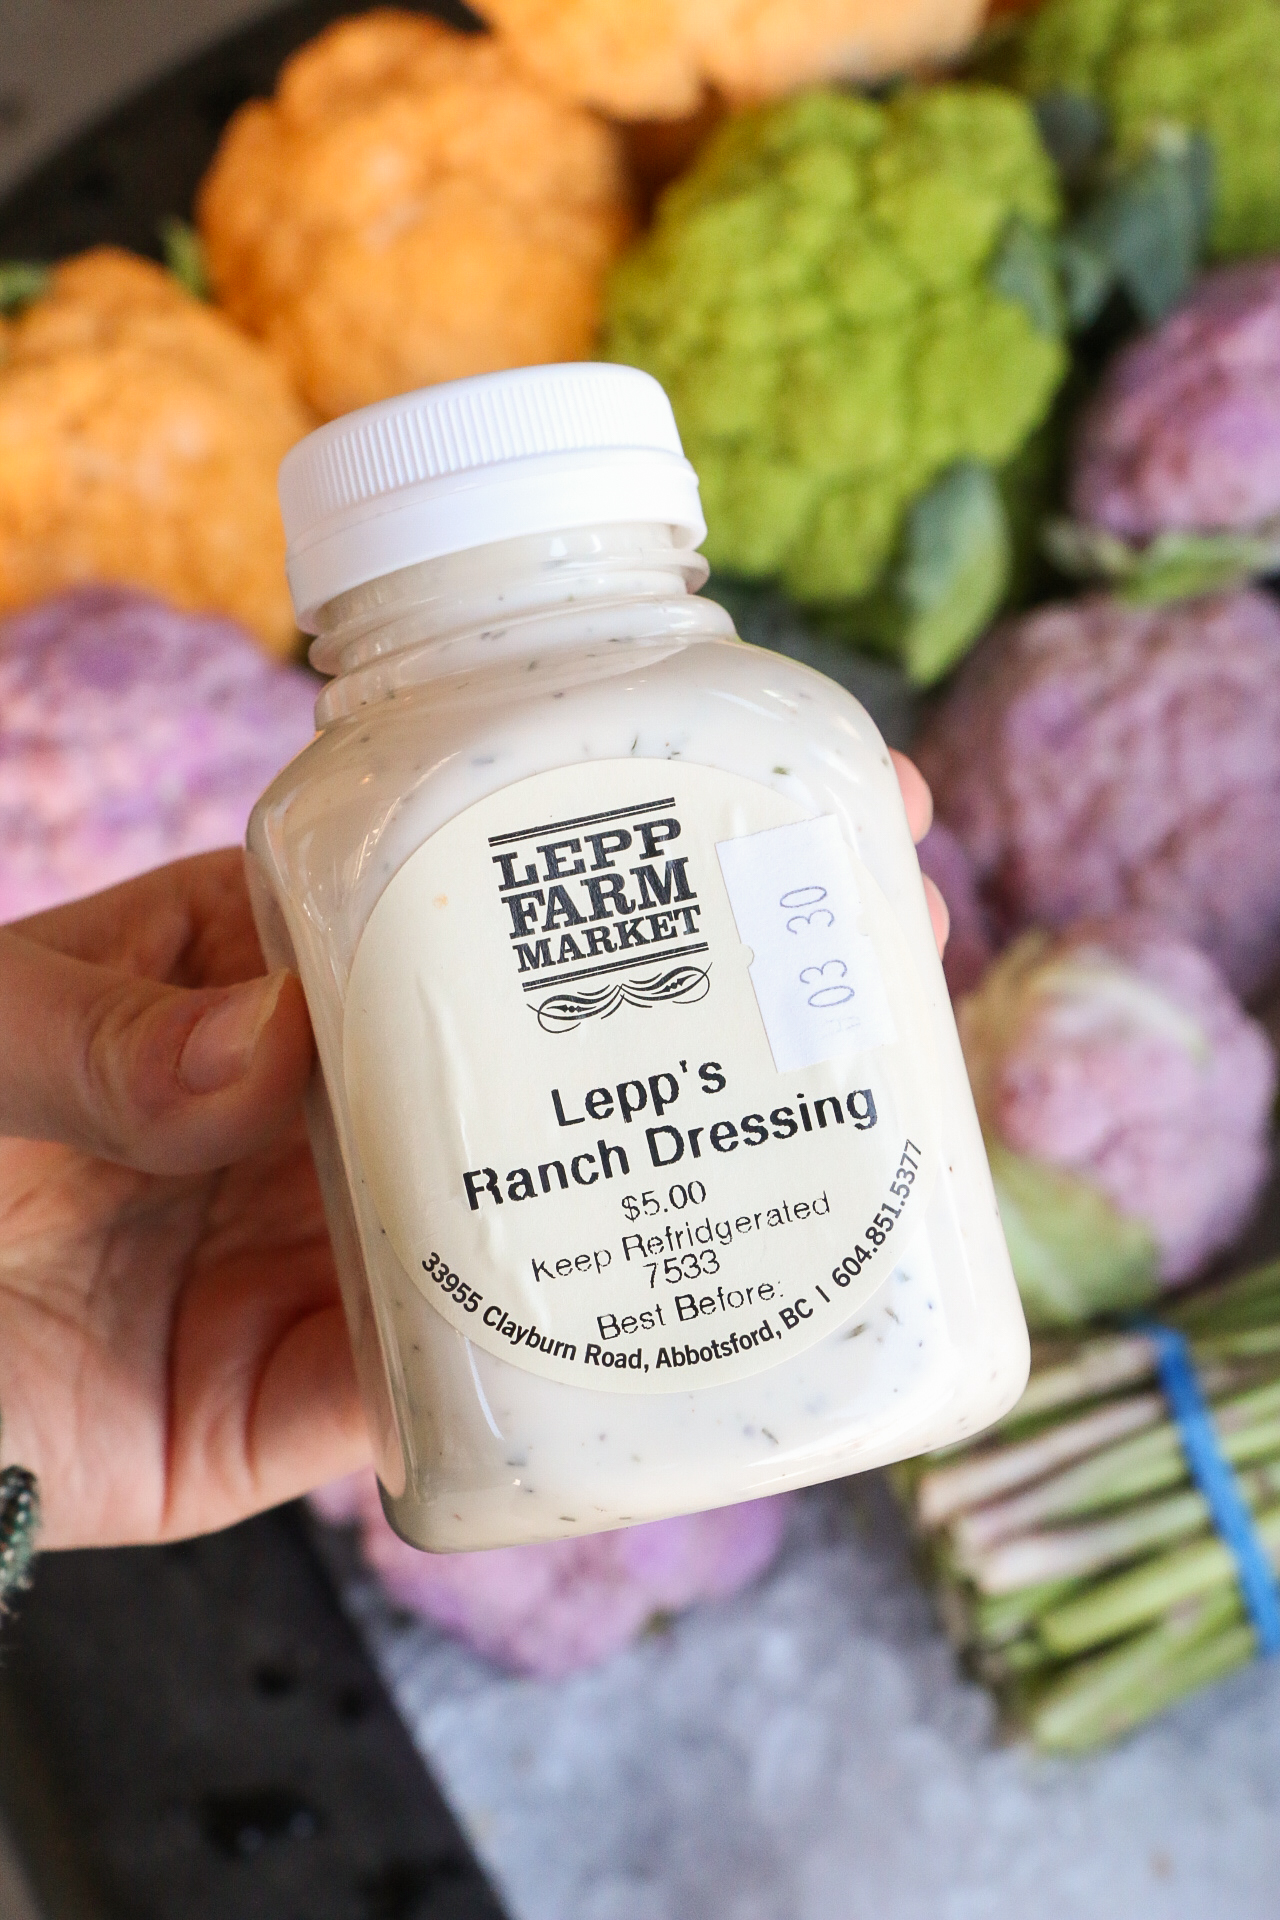 LEPP
FARM
MARKET
03 30
Lepp's
Ranch Dressing
$5.00
Keep Refridgerated
7533
Best Before:
33955 Clayburn Road, Abbotsford, BC | 604.851.5377